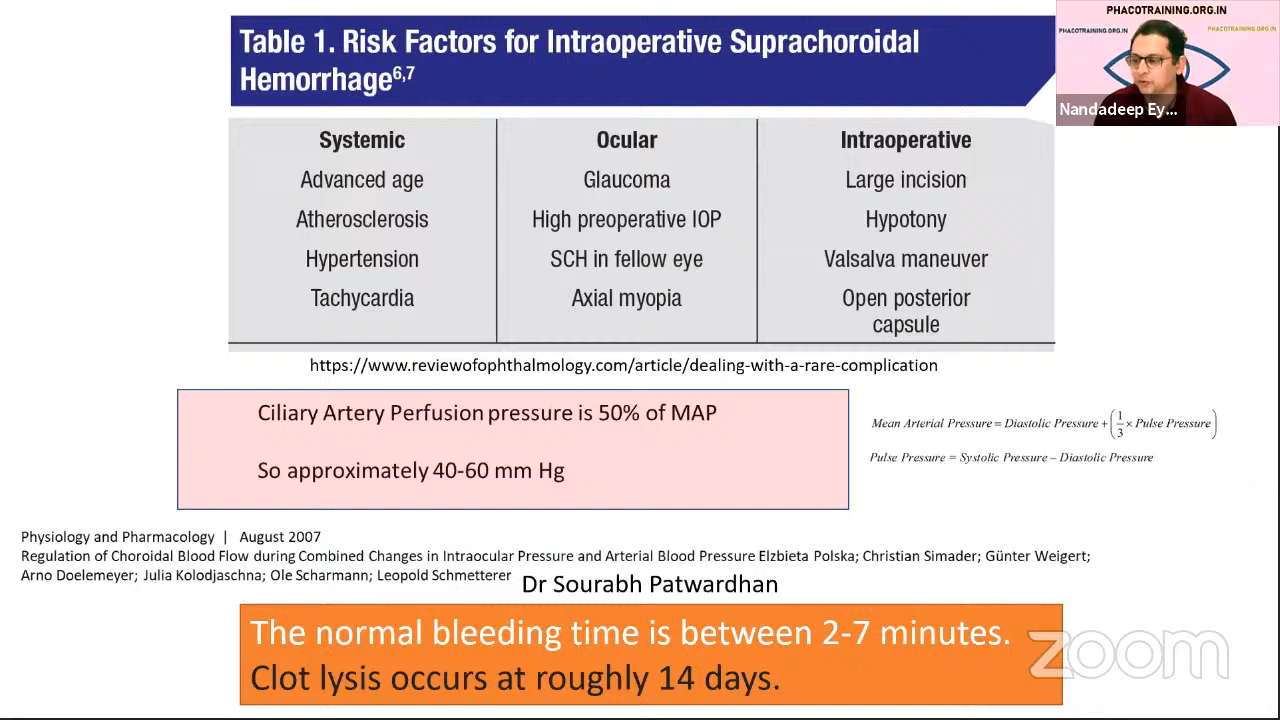 Table 1. Risk Factors for Intraoperative Suprachoroidal
Hemorrhage6,7
PHACOTRAINING.ORG.IN
PHACOTRAINING.ORG.IN
PHACOTRAINING.ORG.IN
Nandadeep Ey...
Systemic Ocular Intraoperative
Advanced age Glaucoma Large incision
Atherosclerosis High preoperative IOP Hypotony
Hypertension SCH in fellow eye Valsalva maneuver
Tachycardia Axial myopia Open posterior
capsule
https://www.reviewofophthalmology.com/article/dealing-with-a-rare-complication
Ciliary Artery Perfusion pressure is 50% of MAP
So approximately 40-60 mm Hg
Mean Arterial Pressure = Diastolic Pressure + (1/3 × Pulse Pressure)
Pulse Pressure = Systolic Pressure – Diastolic Pressure
Physiology and Pharmacology | August 2007
Regulation of Choroidal Blood Flow during Combined Changes in Intraocular Pressure and Arterial Blood Pressure Elzbieta Polska; Christian Simader; Günter Weigert;
Arno Doelemeyer; Julia Kolodjaschna; Ole Scharmann; Leopold Schmetterer
Dr Sourabh Patwardhan
The normal bleeding time is between 2-7 minutes.
Clot lysis occurs at roughly 14 days.
zoom